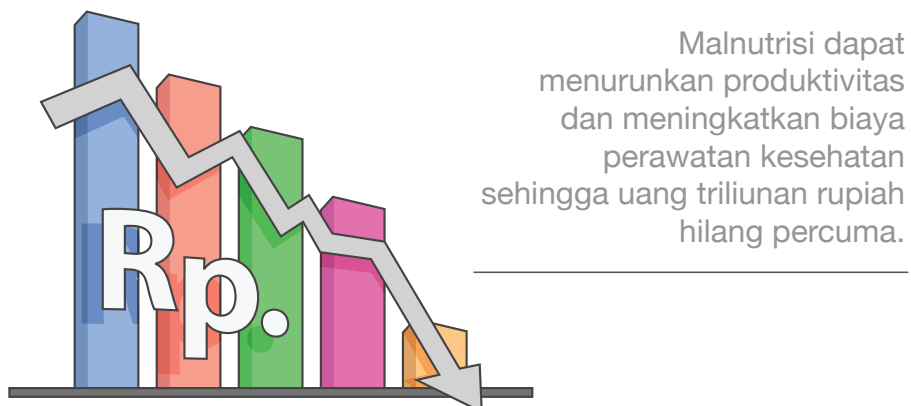 Rp.
Malnutrisi dapat
menurunkan produktivitas
dan meningkatkan biaya
perawatan kesehatan
sehingga uang triliunan rupiah
hilang percuma.